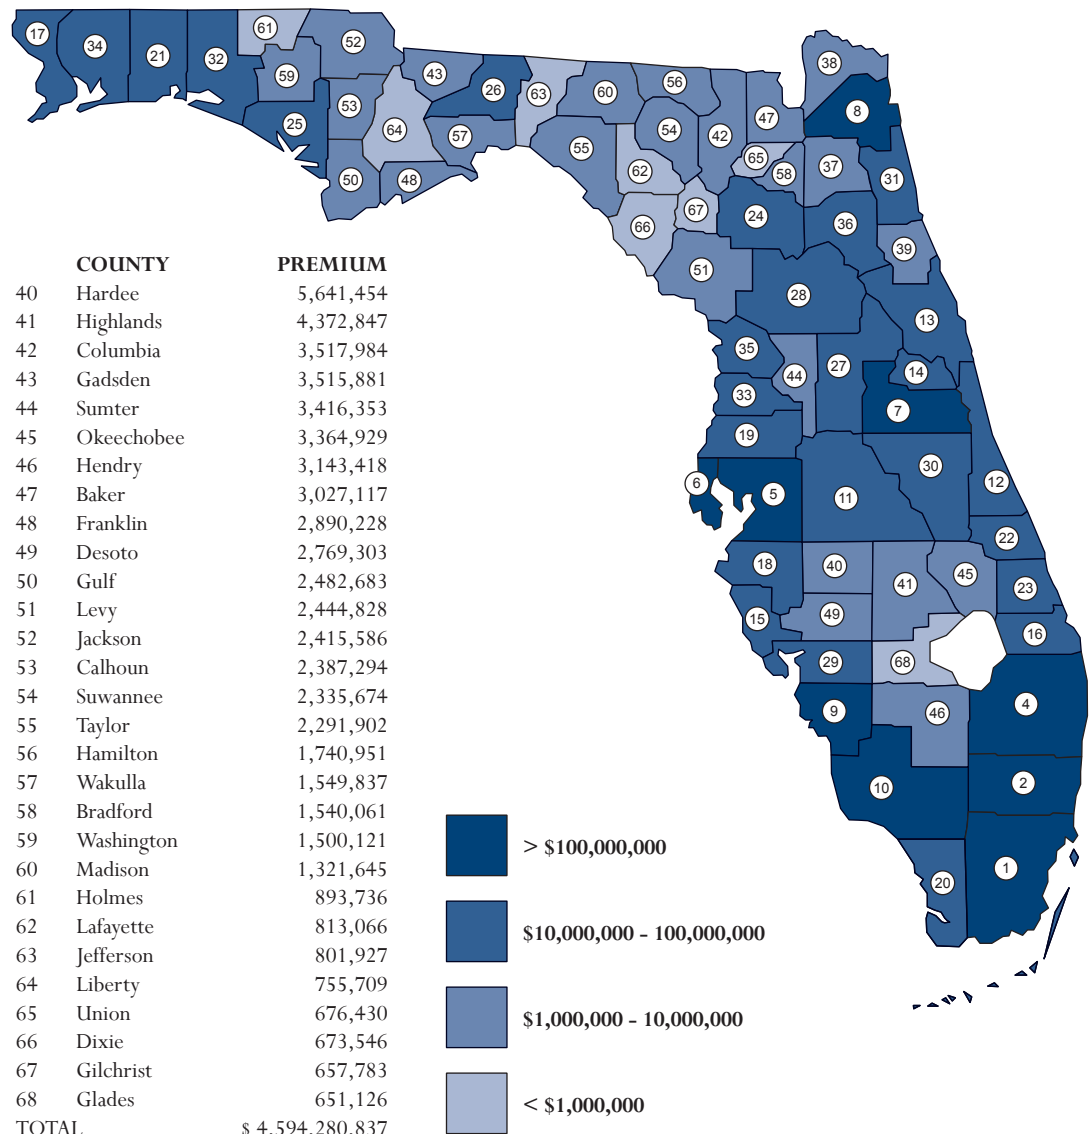 17
34
21
32
61
52
59
25
53
64
43
26
63
60
56
57
50
48
55
62
54
42
47
65
58
38
8
37
31
66
67
24
36
39
51
28
13
35
44
27
14
33
7
19
6
5
11
30
12
22
18
40
41
45
23
15
49
16
29
68
9
46
4
10
2
20
1
COUNTY PREMIUM
40 Hardee 5,641,454
41 Highlands 4,372,847
42 Columbia 3,517,984
43 Gadsden 3,515,881
44 Sumter 3,416,353
45 Okeechobee 3,364,929
46 Hendry 3,143,418
47 Baker 3,027,117
48 Franklin 2,890,228
49 Desoto 2,769,303
50 Gulf 2,482,683
51 Levy 2,444,828
52 Jackson 2,415,586
53 Calhoun 2,387,294
54 Suwannee 2,335,674
55 Taylor 2,291,902
56 Hamilton 1,740,951
57 Wakulla 1,549,837
58 Bradford 1,540,061
59 Washington 1,500,121
60 Madison 1,321,645
61 Holmes 893,736
62 Lafayette 813,066
63 Jefferson 801,927
64 Liberty 755,709
65 Union 676,430
66 Dixie 673,546
67 Gilchrist 657,783
68 Glades 651,126
TOTAL $ 4,594,280,837
> $100,000,000
$10,000,000 - 100,000,000
$1,000,000 - 10,000,000
< $1,000,000